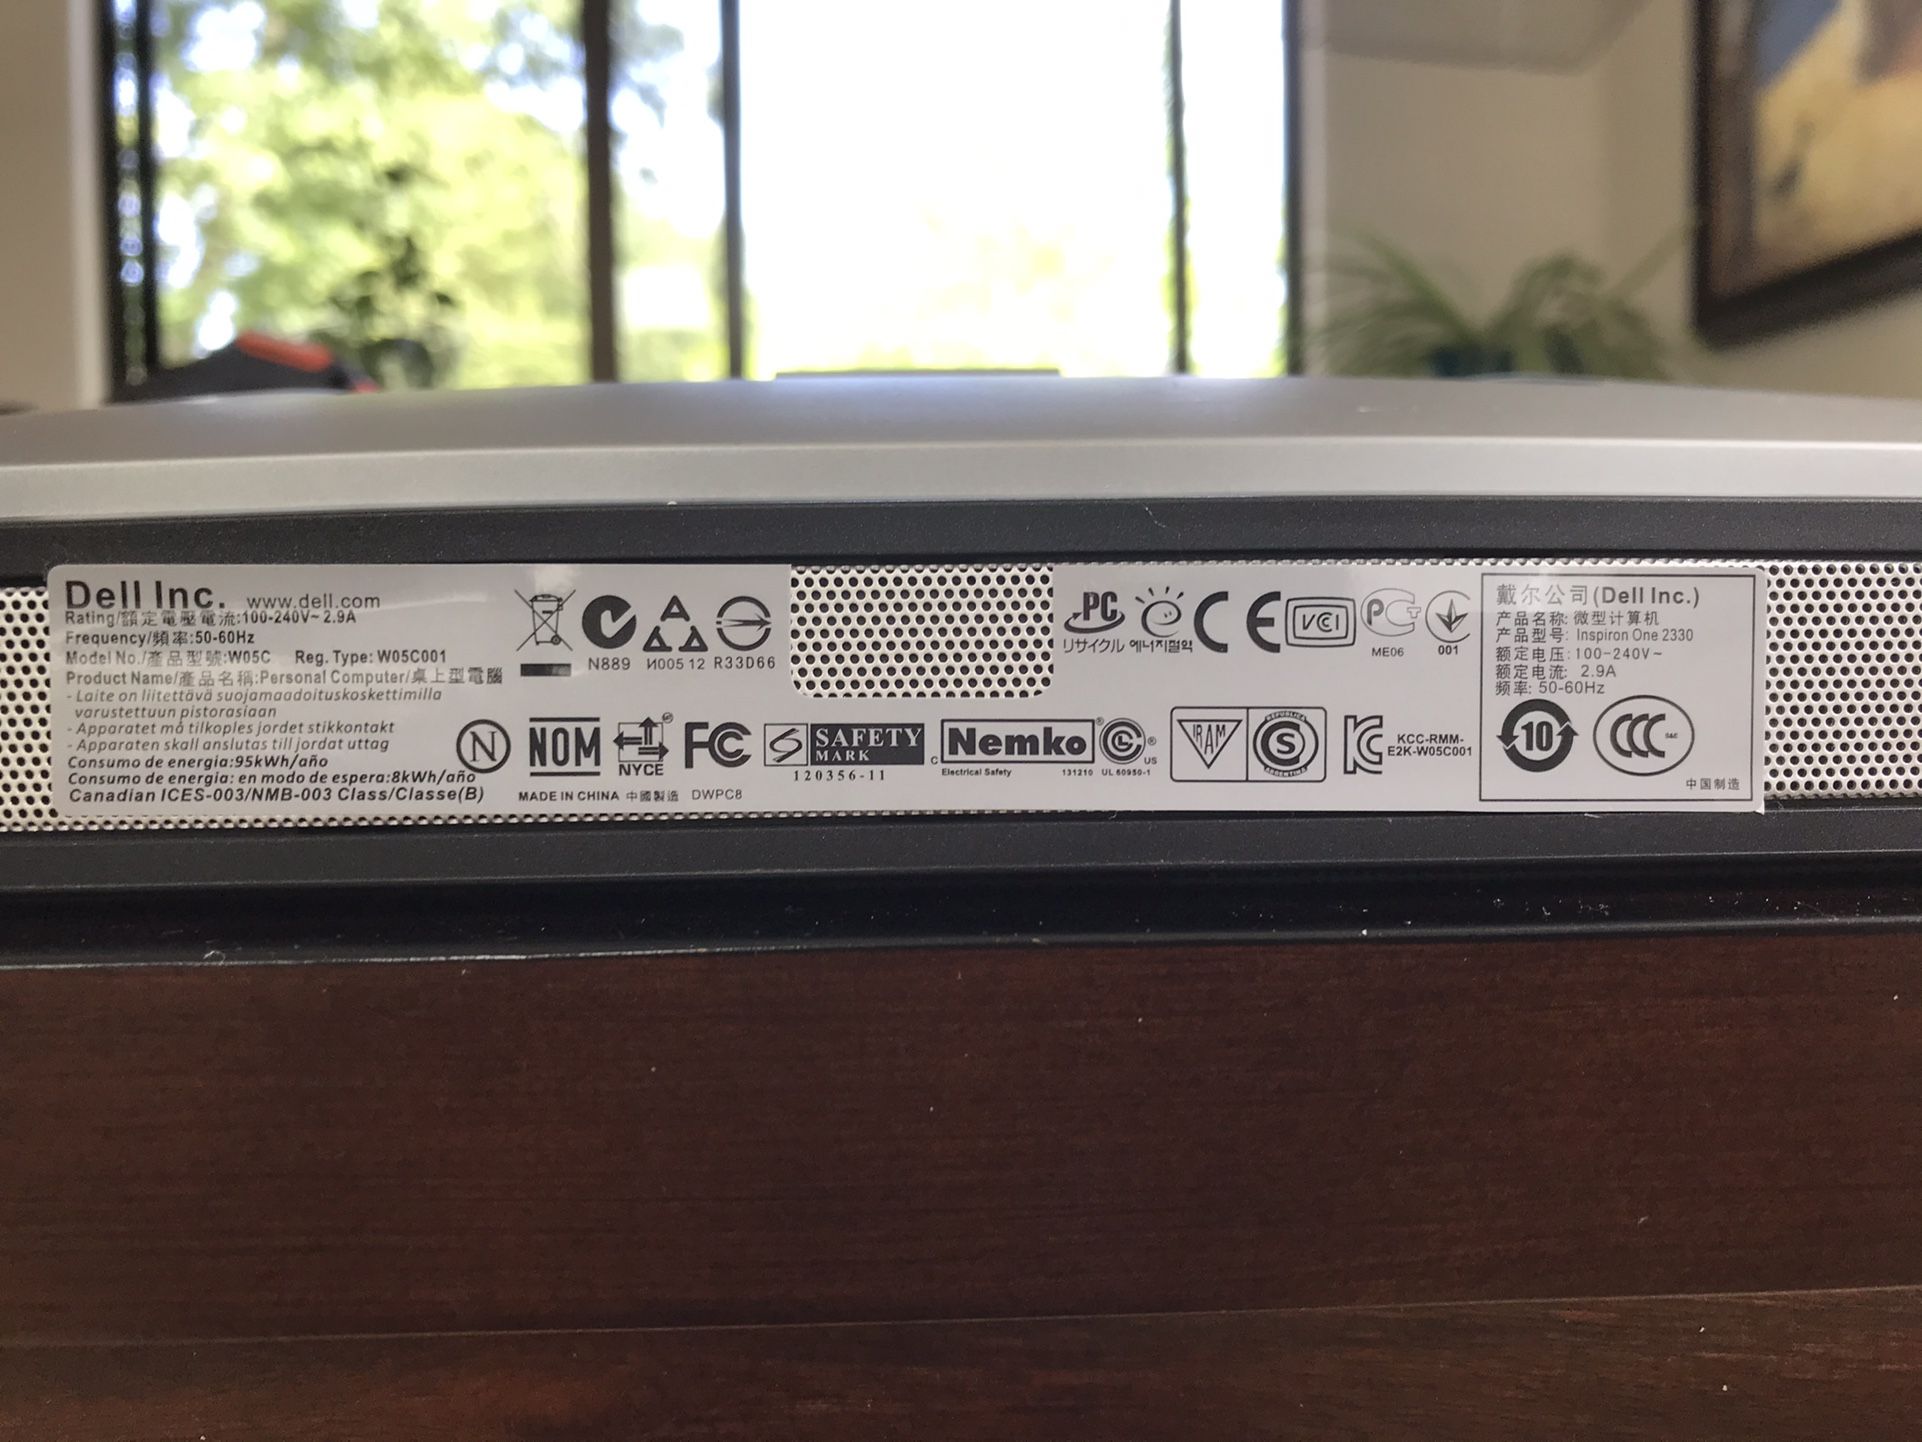 Dell Inc. www.dell.com
Rating/額定電壓電流:100-240V~ 2.9A
Frequency/頻率:50-60Hz
Model No./產品型號:W05C Reg. Type: W05C001
Product Name/產品名稱:Personal Computer/桌上型電腦
- Laite on liitettävä suojamaadoituskoskettimilla
varustettuun pistorasiaan
- Apparatet må tilkoples jordet stikkontakt
- Apparaten skall anslutas till jordat uttag
Consumo de energia:95kWh/año
Consumo de energia: en modo de espera:8kWh/año
Canadian ICES-003/NMB-003 Class/Classe(B)
N889 И005 12 R33D66
N NOM NYCE FC SAFETY MARK
120356-11
c Nemko ® ® US
Electrical Safety 131210 UL 60950-1
MADE IN CHINA 中國製造 DWPC8
PC
リサイクル 에너지절약 CE VCI
ME06 001
IRAM REPUBLICA S ARGENTINA
KCC-RMM-
E2K-W05C001
戴尔公司(Dell Inc.)
产品名称: 微型计算机
产品型号: Inspiron One 2330
额定电压: 100-240V~
额定电流: 2.9A
频率: 50-60Hz
10 CCC S&E
中国制造